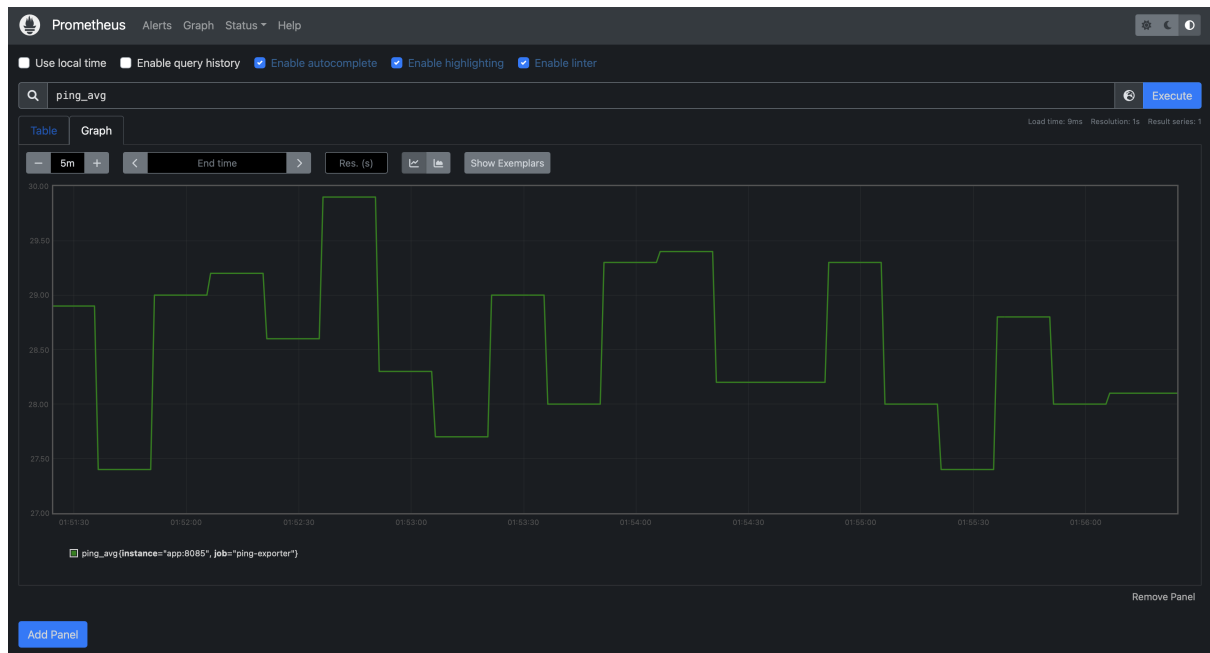 Prometheus Alerts Graph Status Help
Use local time Enable query history Enable autocomplete Enable highlighting Enable linter
ping_avg Execute
Table Graph Load time: 9ms Resolution: 1s Result series: 1
− 5m + End time Res. (s) Show Exemplars
30.00
29.50
29.00
28.50
28.00
27.50
27.00
01:51:30 01:52:00 01:52:30 01:53:00 01:53:30 01:54:00 01:54:30 01:55:00 01:55:30 01:56:00
ping_avg{instance="app:8085", job="ping-exporter"}
Remove Panel
Add Panel